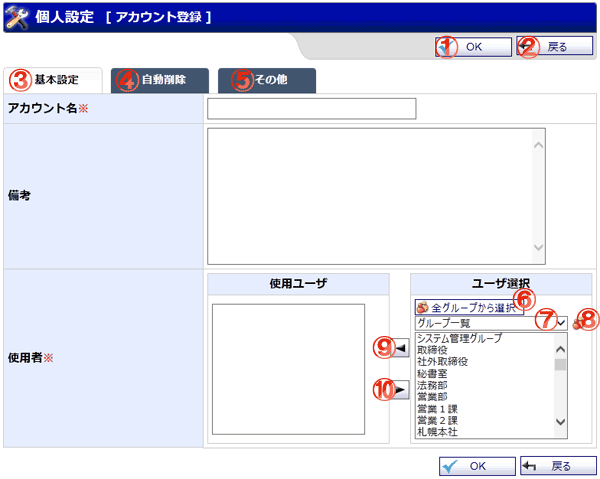 個人設定 [ アカウント登録 ]
① OK ② 戻る
③ 基本設定 ④ 自動削除 ⑤ その他
アカウント名※
備考
使用ユーザ ユーザ選択
⑥ 全グループから選択
グループ一覧 ⑦ ⑧
使用者※
⑨
⑩
システム管理グループ
取締役
社外取締役
秘書室
法務部
営業部
営業1課
営業2課
札幌本社
OK 戻る